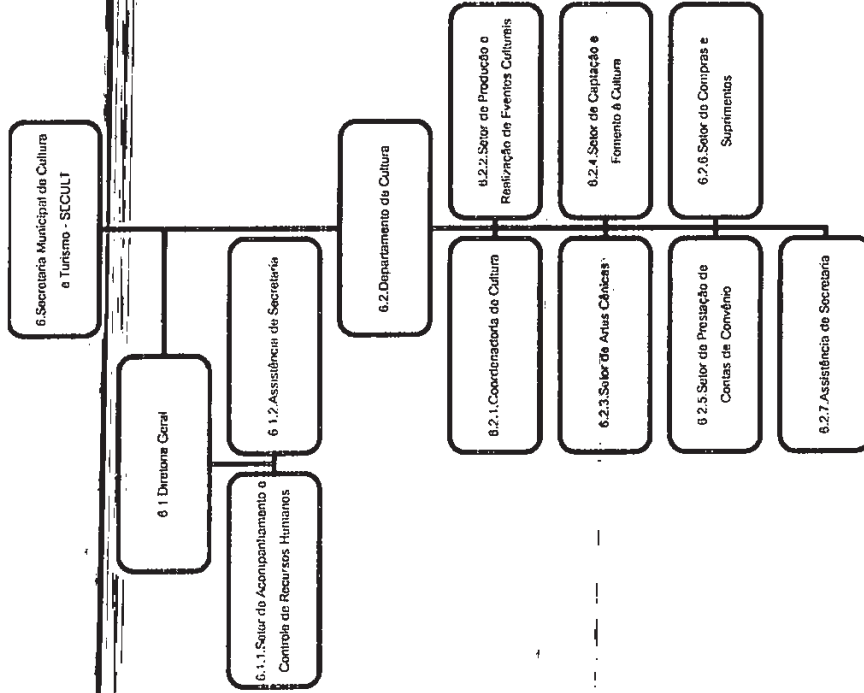 6.Secretaria Municipal de Cultura
e Turismo - SECULT
6.1 Diretoria Geral
6.1.1.Setor de Acompanhamento e
Controle de Recursos Humanos
6.1.2.Assistência de Secretaria
6.2.Departamento de Cultura
6.2.1.Coordenadoria de Cultura
6.2.2.Setor de Produção e
Realização de Eventos Culturais
6.2.3.Setor de Artes Cênicas
6.2.4.Setor de Captação e
Fomento à Cultura
6.2.5.Setor de Prestação de
Contas de Convênio
6.2.6.Setor de Compras e
Suprimentos
6.2.7.Assistência de Secretaria